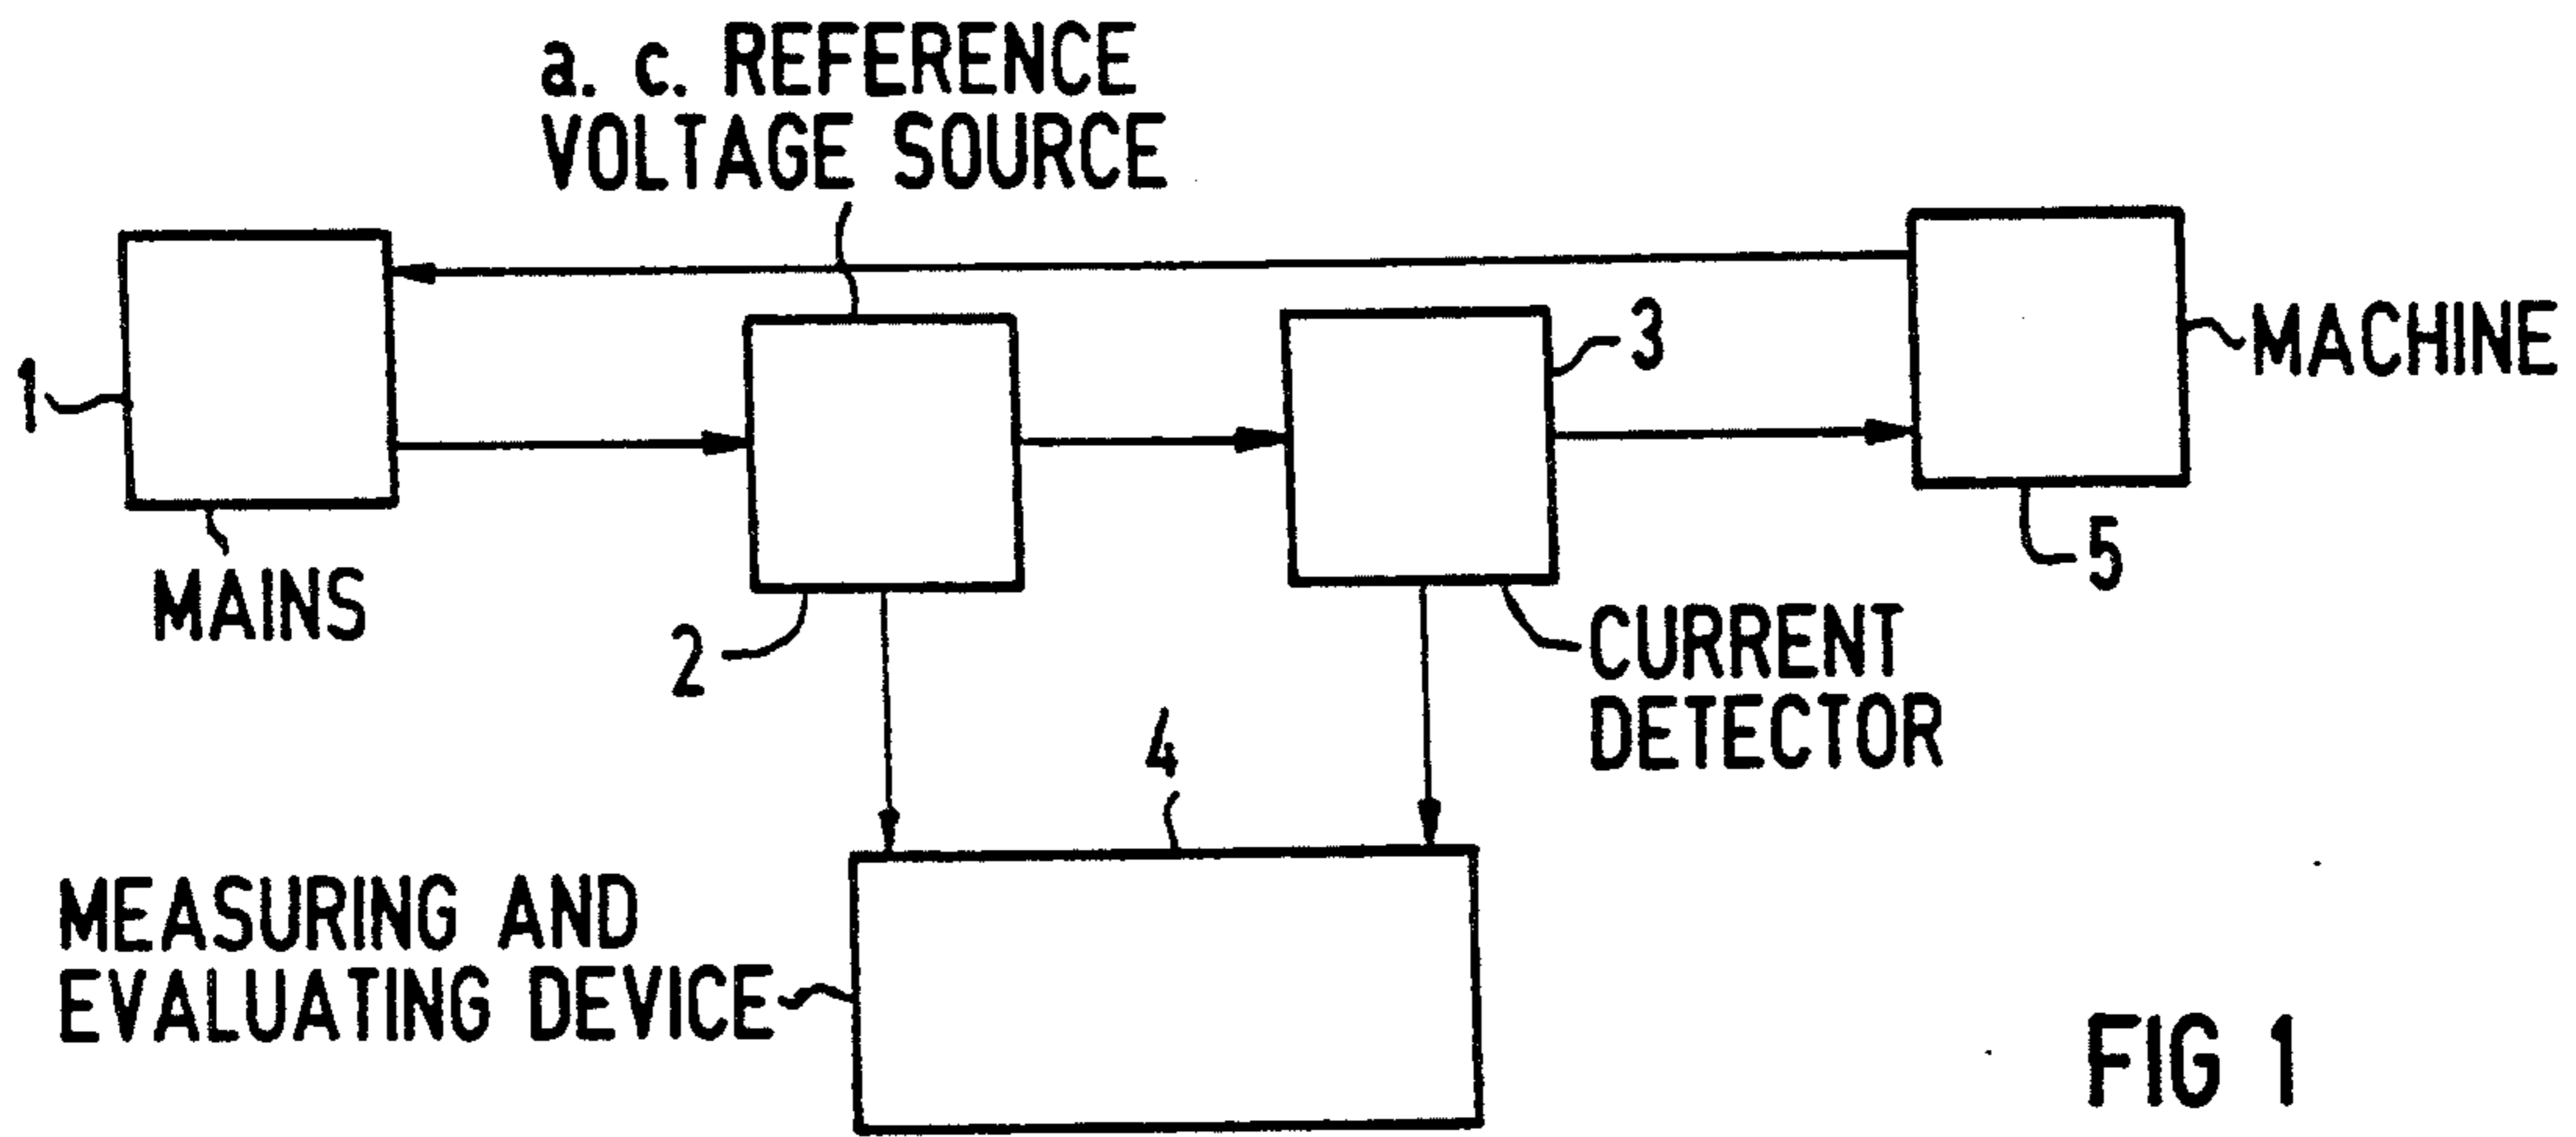 a. c. REFERENCE
VOLTAGE SOURCE
1
MAINS
2
3
MACHINE
5
CURRENT
DETECTOR
4
MEASURING AND
EVALUATING DEVICE
FIG 1